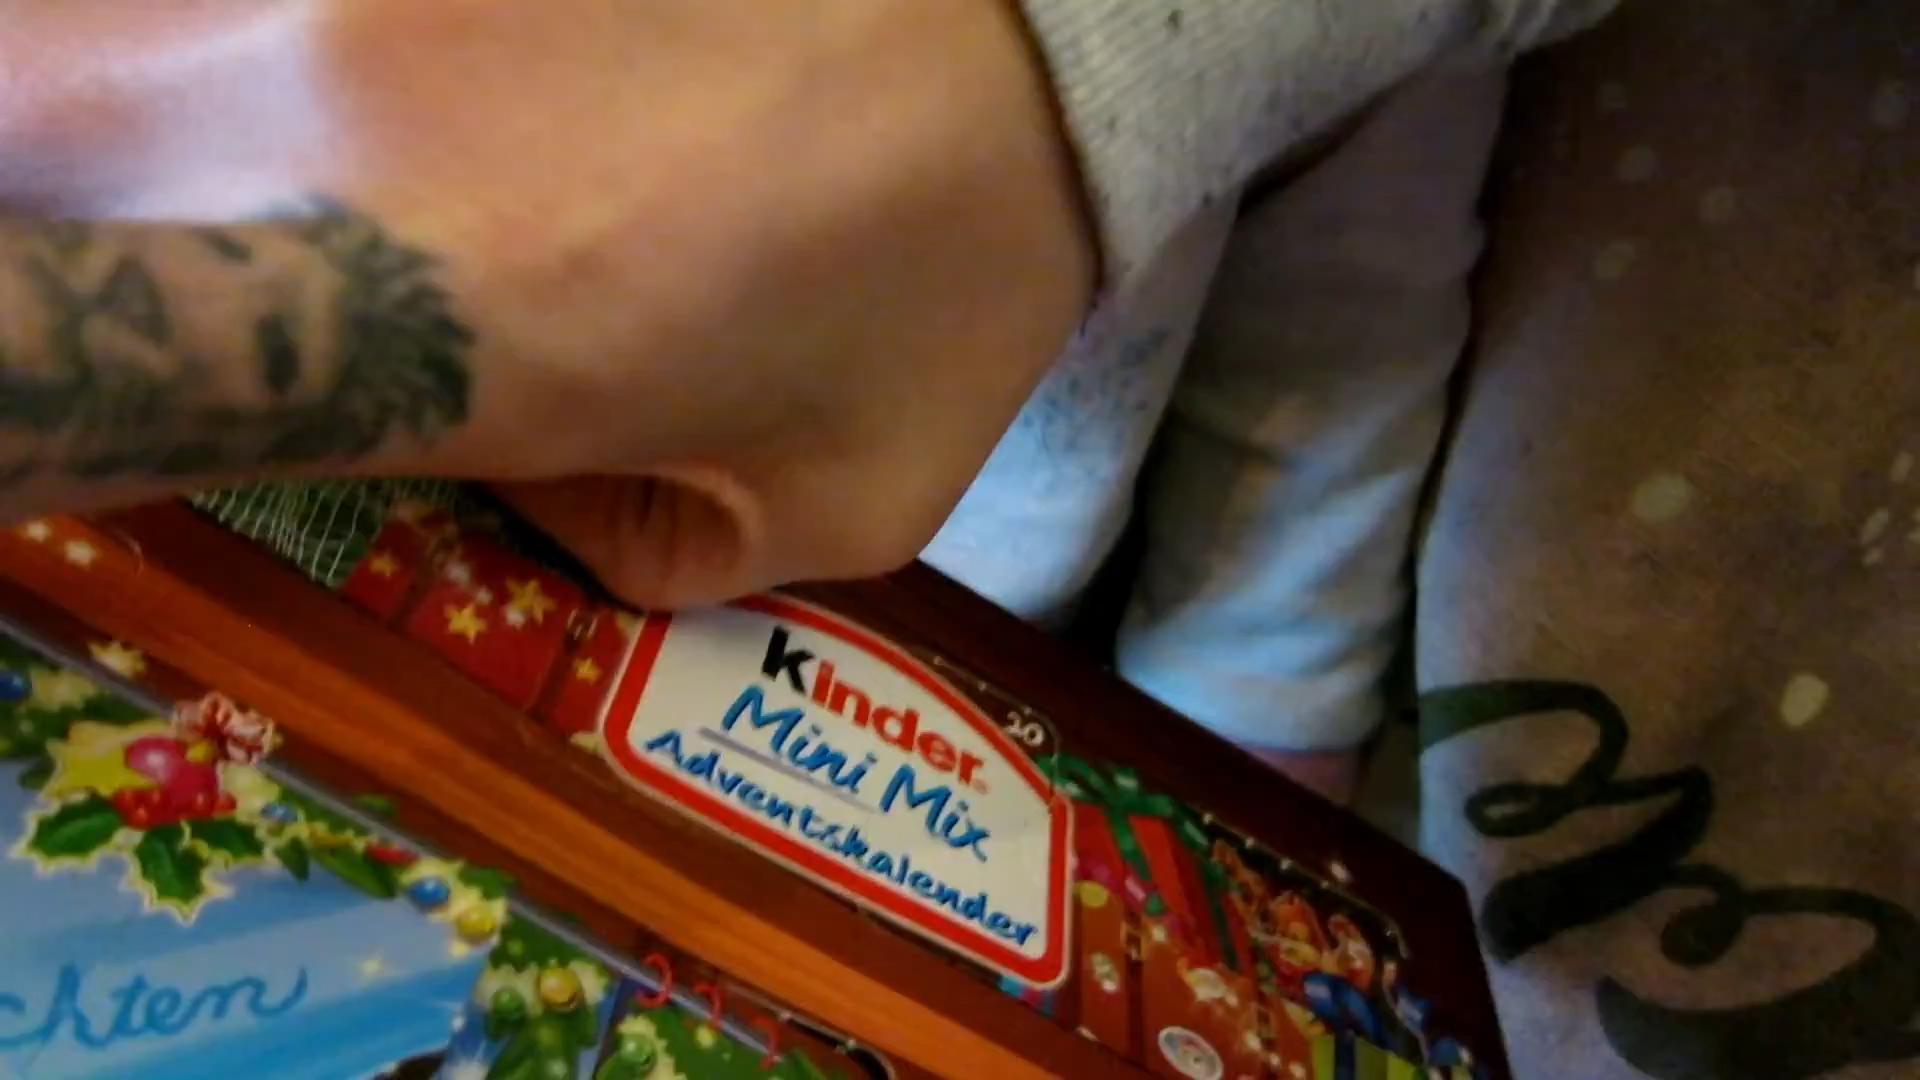 kinder
Mini Mix
Adventskalender
20
chten